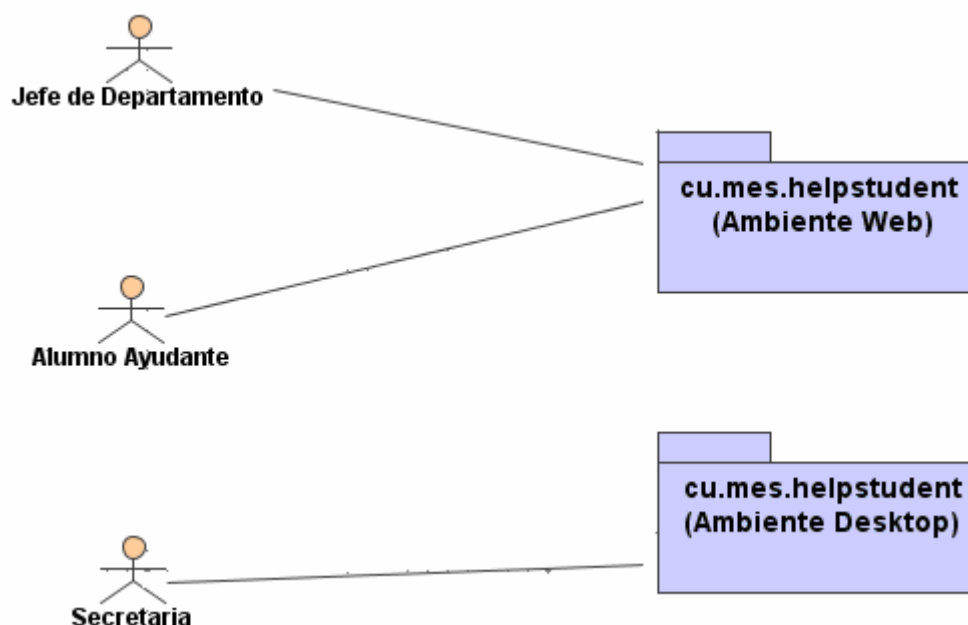 Jefe de Departamento
cu.mes.helpstudent
(Ambiente Web)
Alumno Ayudante
cu.mes.helpstudent
(Ambiente Desktop)
Secretaria